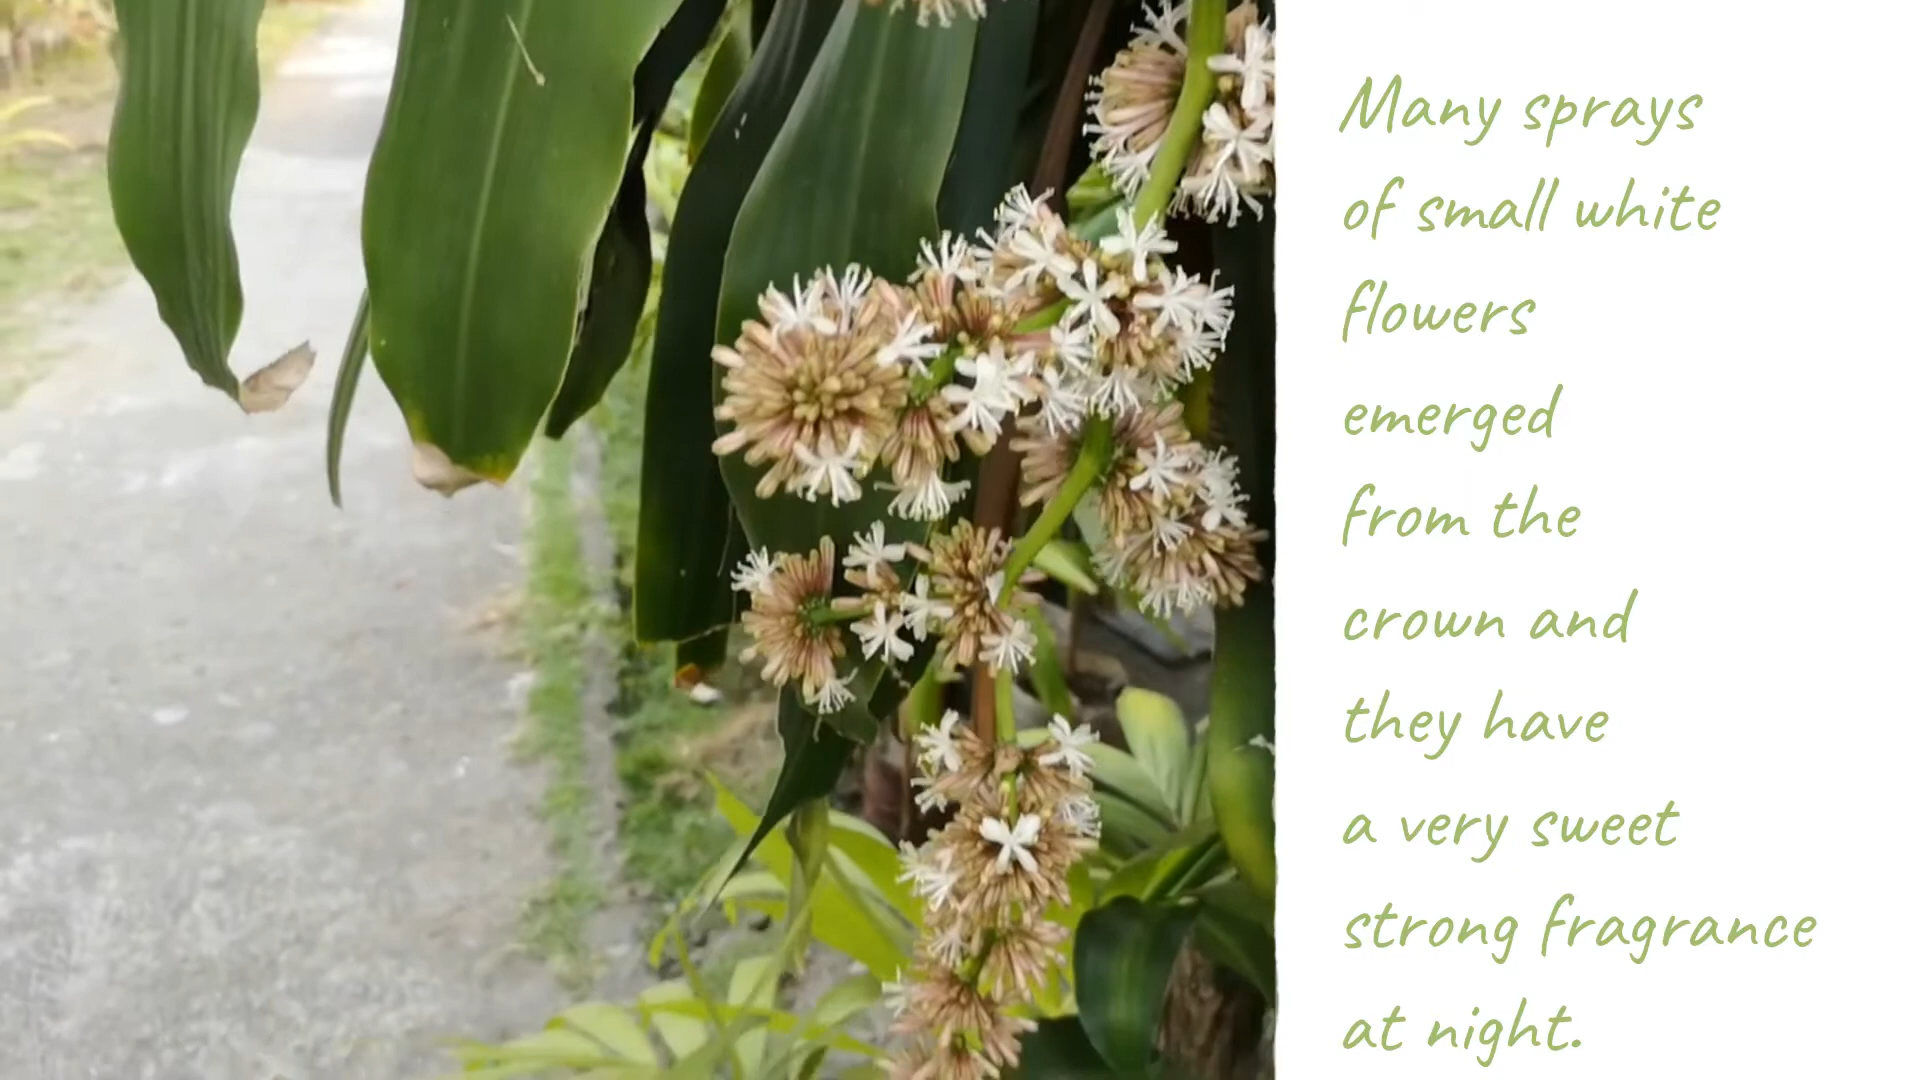 Many sprays
of small white
flowers
emerged
from the
crown and
they have
a very sweet
strong fragrance
at night.